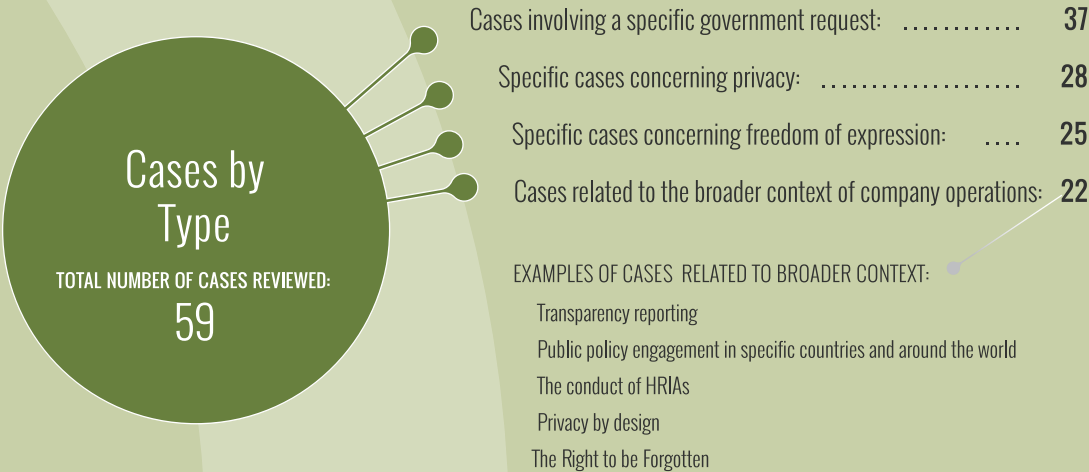 Cases by
Type
TOTAL NUMBER OF CASES REVIEWED:
59
Cases involving a specific government request: ............ 37
Specific cases concerning privacy: ................... 28
Specific cases concerning freedom of expression: .... 25
Cases related to the broader context of company operations: 22
EXAMPLES OF CASES RELATED TO BROADER CONTEXT:
Transparency reporting
Public policy engagement in specific countries and around the world
The conduct of HRIAs
Privacy by design
The Right to be Forgotten